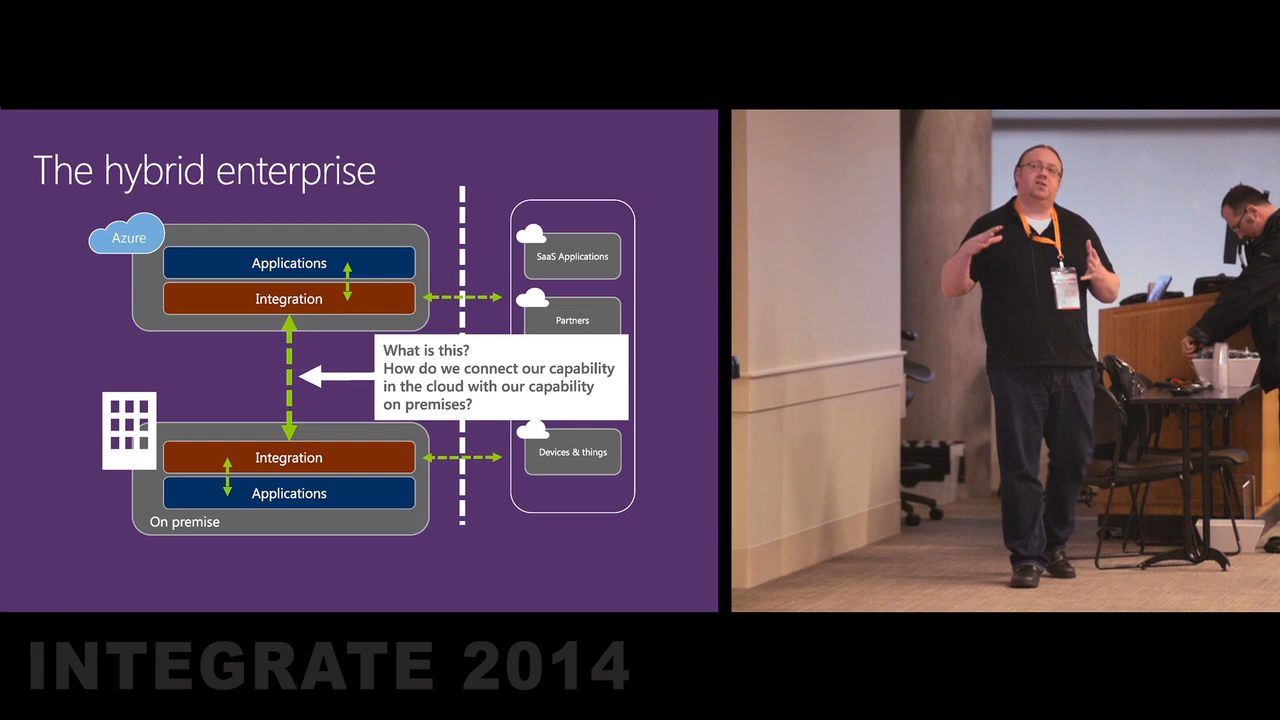 The hybrid enterprise
Azure
Applications
Integration
SaaS Applications
Partners
What is this?
How do we connect our capability
in the cloud with our capability
on premises?
Integration
Applications
On premise
Devices & things
INTEGRATE 2014